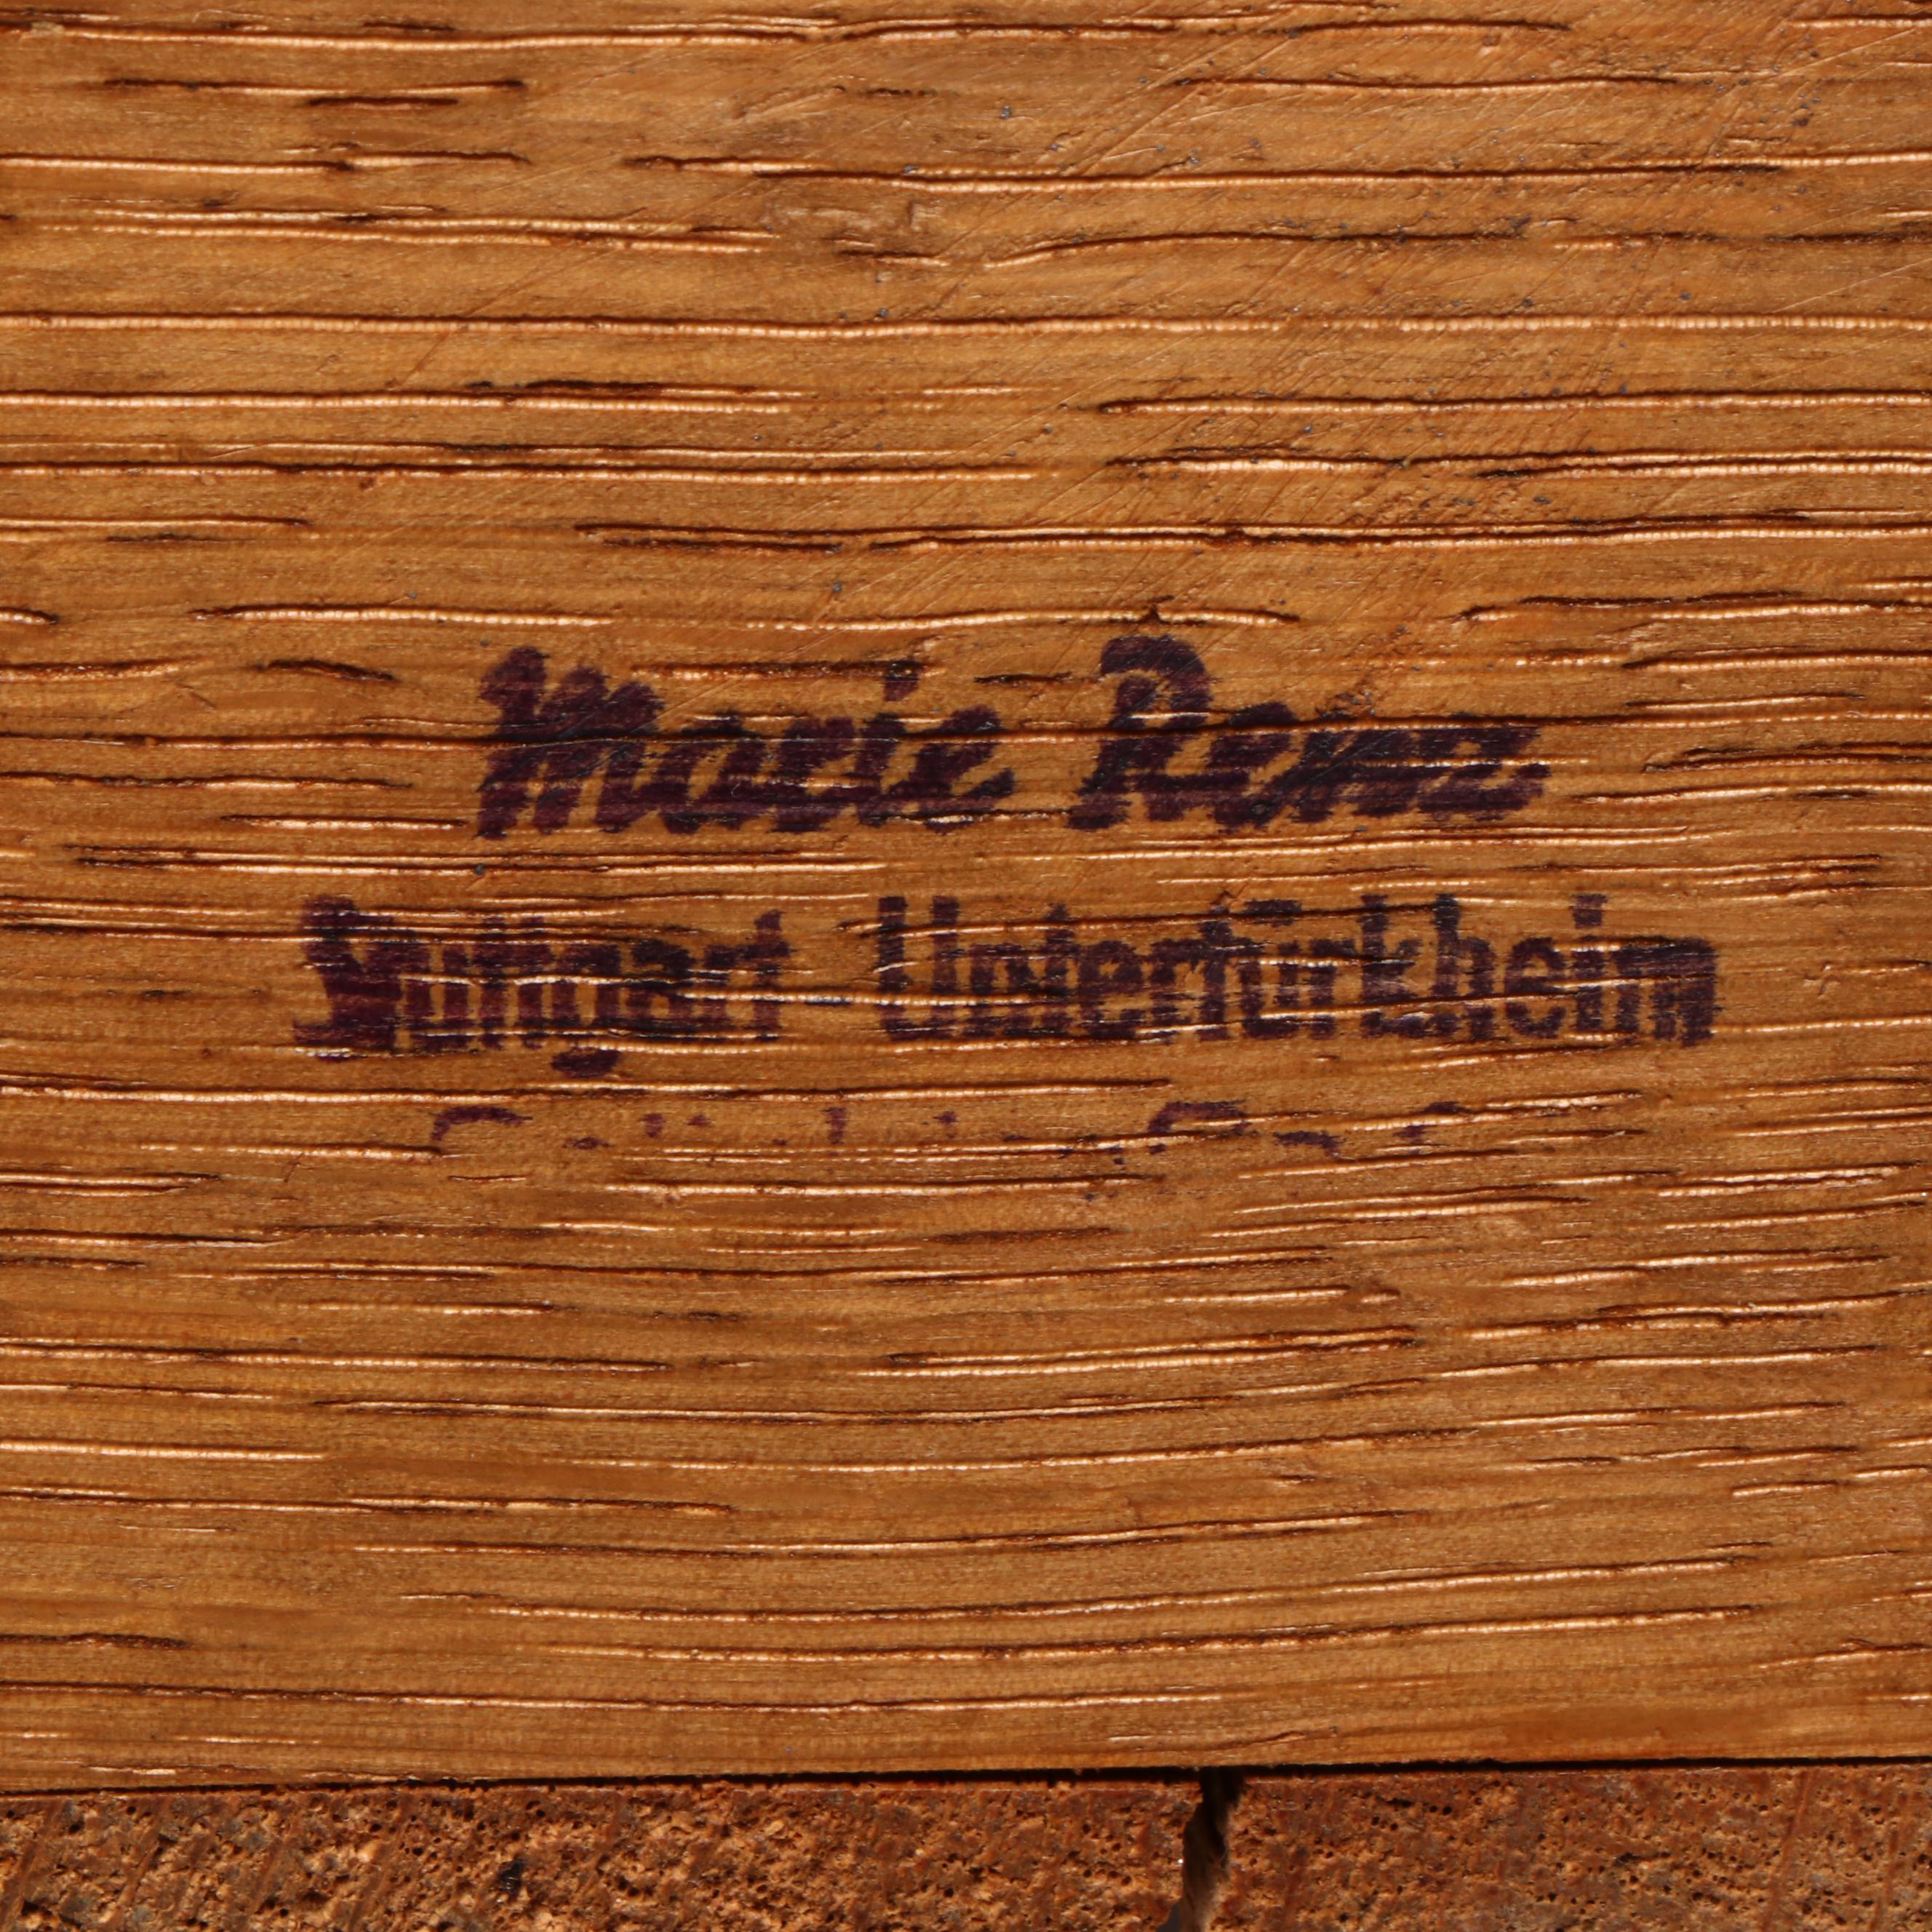 Marie Renz
Stuttgart - Untertürkheim